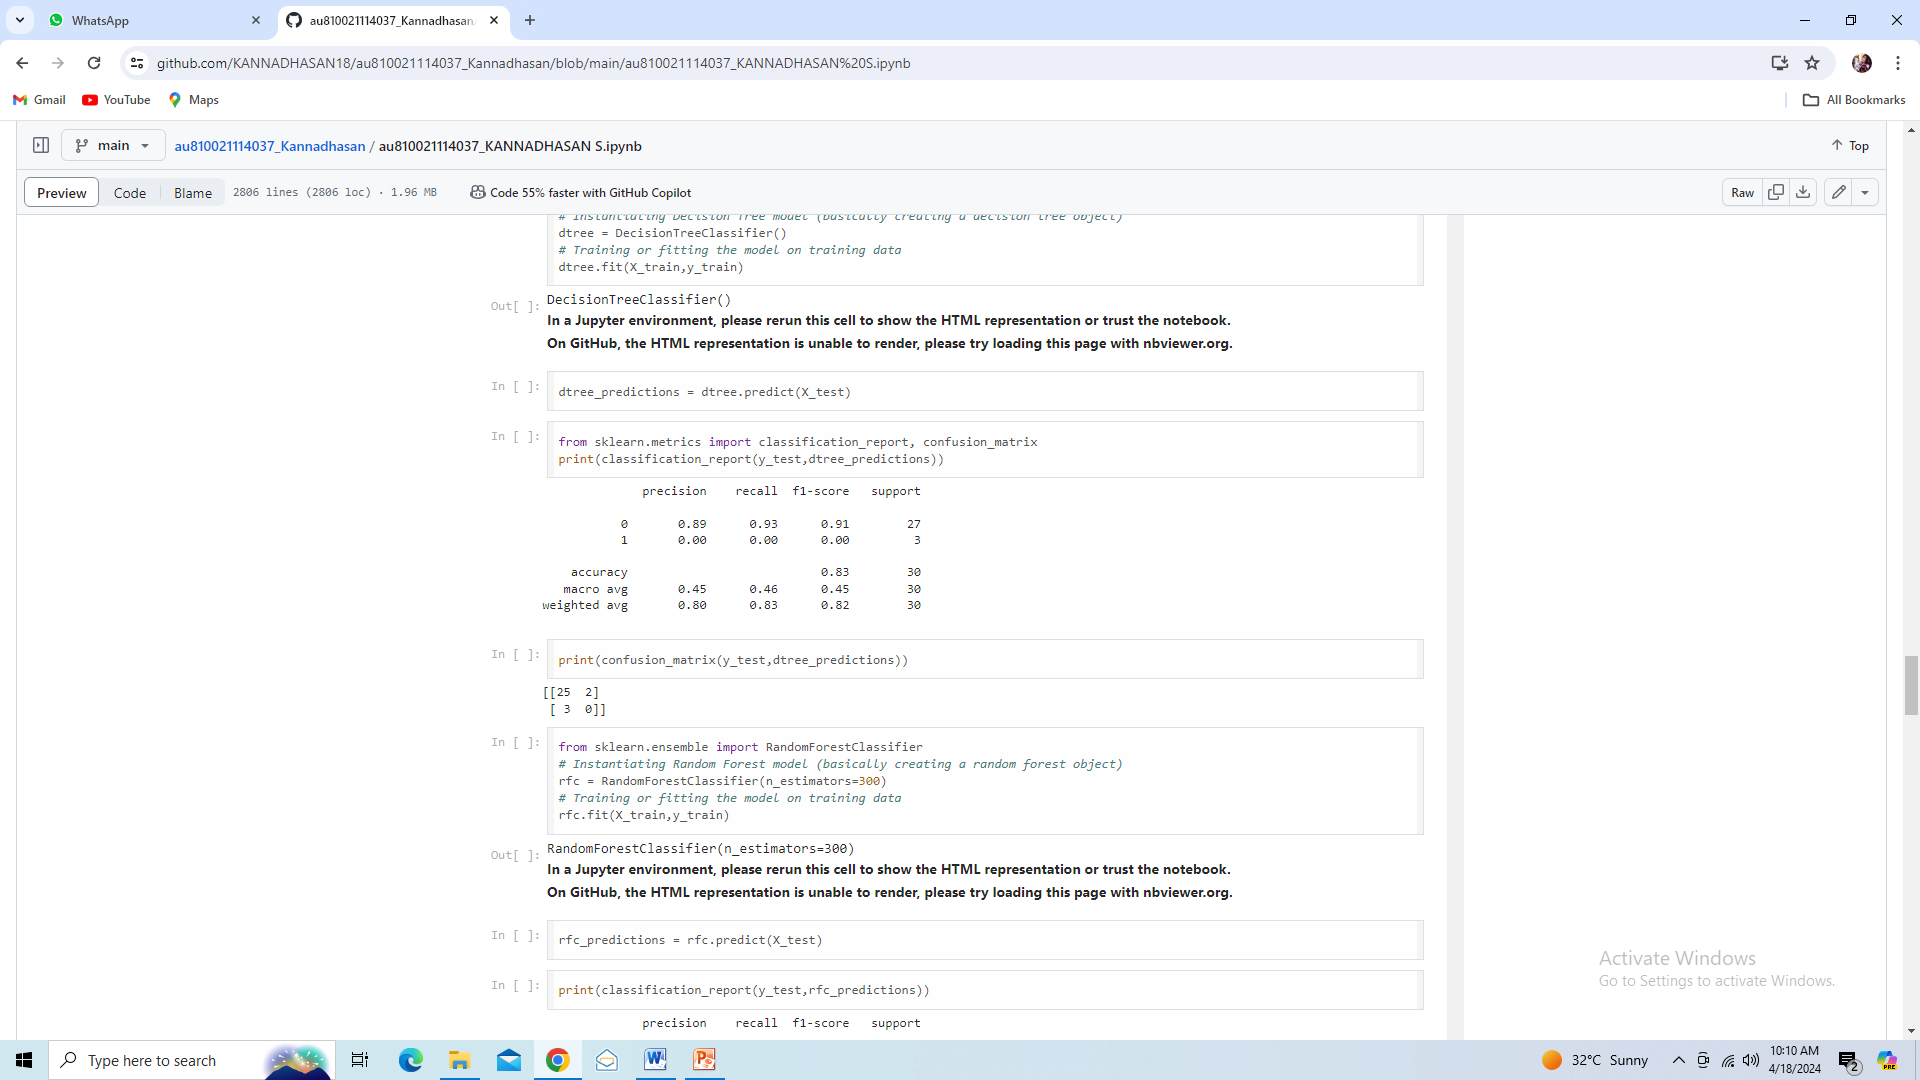 WhatsApp
au810021114037_Kannadhasan
github.com/KANNADHASAN18/au810021114037_Kannadhasan/blob/main/au810021114037_KANNADHASAN%20S.ipynb
Gmail YouTube Maps All Bookmarks
main au810021114037_Kannadhasan / au810021114037_KANNADHASAN S.ipynb Top
Preview Code Blame 2806 lines (2806 loc) · 1.96 MB Code 55% faster with GitHub Copilot Raw
# Instantiating Decision Tree model (basically creating a decision tree object)
dtree = DecisionTreeClassifier()
# Training or fitting the model on training data
dtree.fit(X_train,y_train)
Out[ ]: DecisionTreeClassifier()
In a Jupyter environment, please rerun this cell to show the HTML representation or trust the notebook.
On GitHub, the HTML representation is unable to render, please try loading this page with nbviewer.org.
In [ ]: dtree_predictions = dtree.predict(X_test)
In [ ]: from sklearn.metrics import classification_report, confusion_matrix
print(classification_report(y_test,dtree_predictions))
precision recall f1-score support
0 0.89 0.93 0.91 27
1 0.00 0.00 0.00 3
accuracy 0.83 30
macro avg 0.45 0.46 0.45 30
weighted avg 0.80 0.83 0.82 30
In [ ]: print(confusion_matrix(y_test,dtree_predictions))
[[25 2]
[ 3 0]]
In [ ]: from sklearn.ensemble import RandomForestClassifier
# Instantiating Random Forest model (basically creating a random forest object)
rfc = RandomForestClassifier(n_estimators=300)
# Training or fitting the model on training data
rfc.fit(X_train,y_train)
Out[ ]: RandomForestClassifier(n_estimators=300)
In a Jupyter environment, please rerun this cell to show the HTML representation or trust the notebook.
On GitHub, the HTML representation is unable to render, please try loading this page with nbviewer.org.
In [ ]: rfc_predictions = rfc.predict(X_test)
In [ ]: print(classification_report(y_test,rfc_predictions))
precision recall f1-score support
Activate Windows
Go to Settings to activate Windows.
Type here to search
32°C Sunny
10:10 AM
4/18/2024
2
PRE